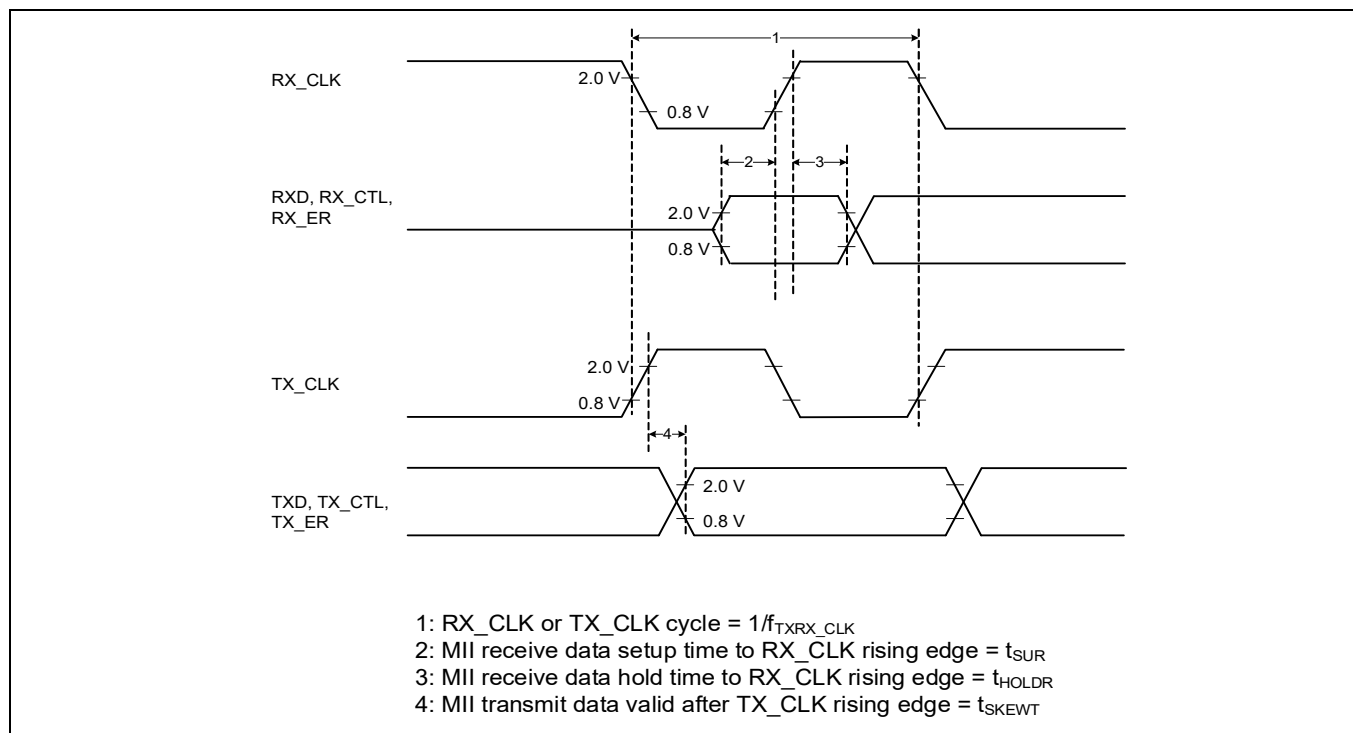 1
RX_CLK
2.0 V
0.8 V
2
3
RXD, RX_CTL,
RX_ER
2.0 V
0.8 V
2.0 V
TX_CLK
0.8 V
4
TXD, TX_CTL,
TX_ER
2.0 V
0.8 V
1: RX_CLK or TX_CLK cycle = 1/fTXRX_CLK
2: MII receive data setup time to RX_CLK rising edge = tSUR
3: MII receive data hold time to RX_CLK rising edge = tHOLDR
4: MII transmit data valid after TX_CLK rising edge = tSKEWT